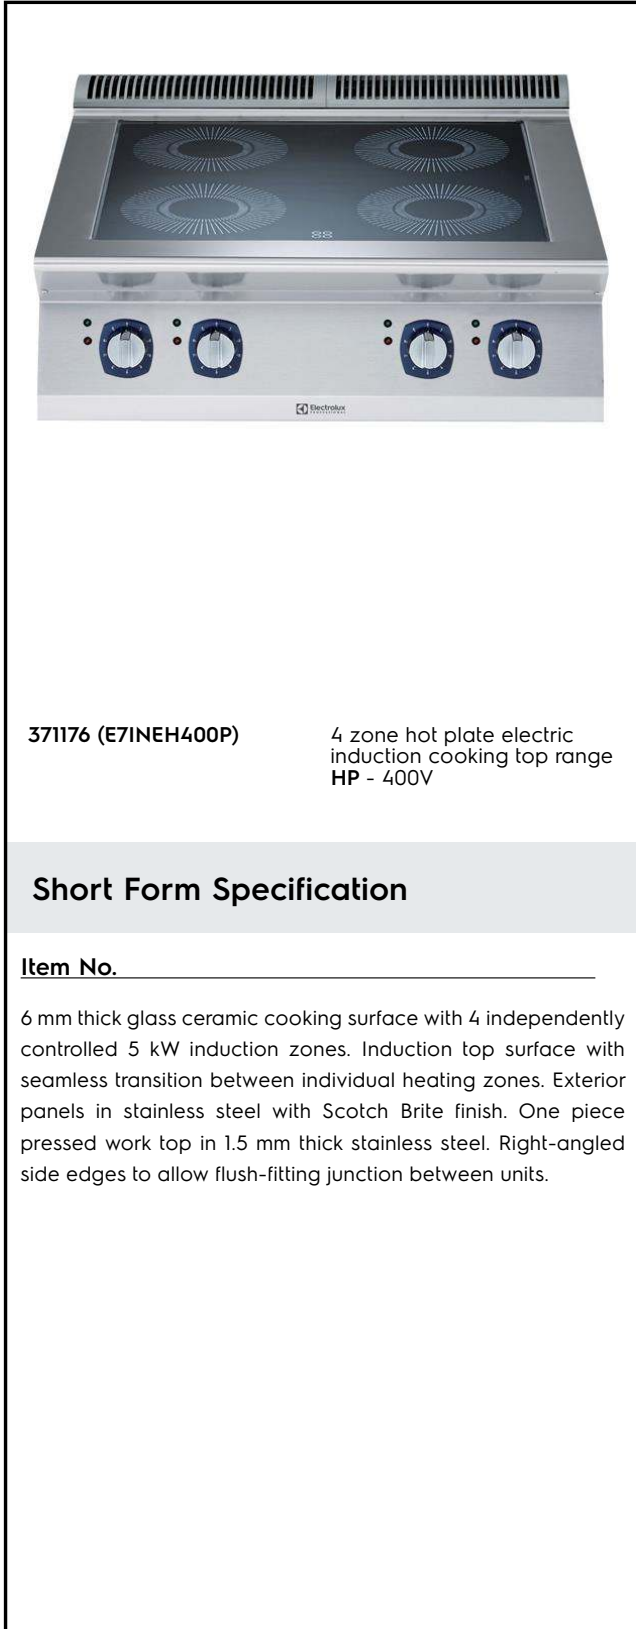 Electrolux
PROFESSIONAL
371176 (E7INEH400P)
4 zone hot plate electric
induction cooking top range
HP - 400V
Short Form Specification
Item No.
6 mm thick glass ceramic cooking surface with 4 independently
controlled 5 kW induction zones. Induction top surface with
seamless transition between individual heating zones. Exterior
panels in stainless steel with Scotch Brite finish. One piece
pressed work top in 1.5 mm thick stainless steel. Right-angled
side edges to allow flush-fitting junction between units.